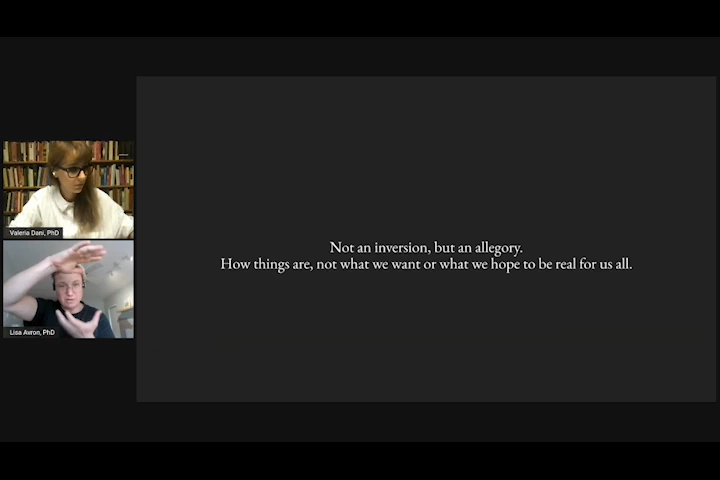 Valeria Dani, PhD
Lisa Avron, PhD
Not an inversion, but an allegory.
How things are, not what we want or what we hope to be real for us all.